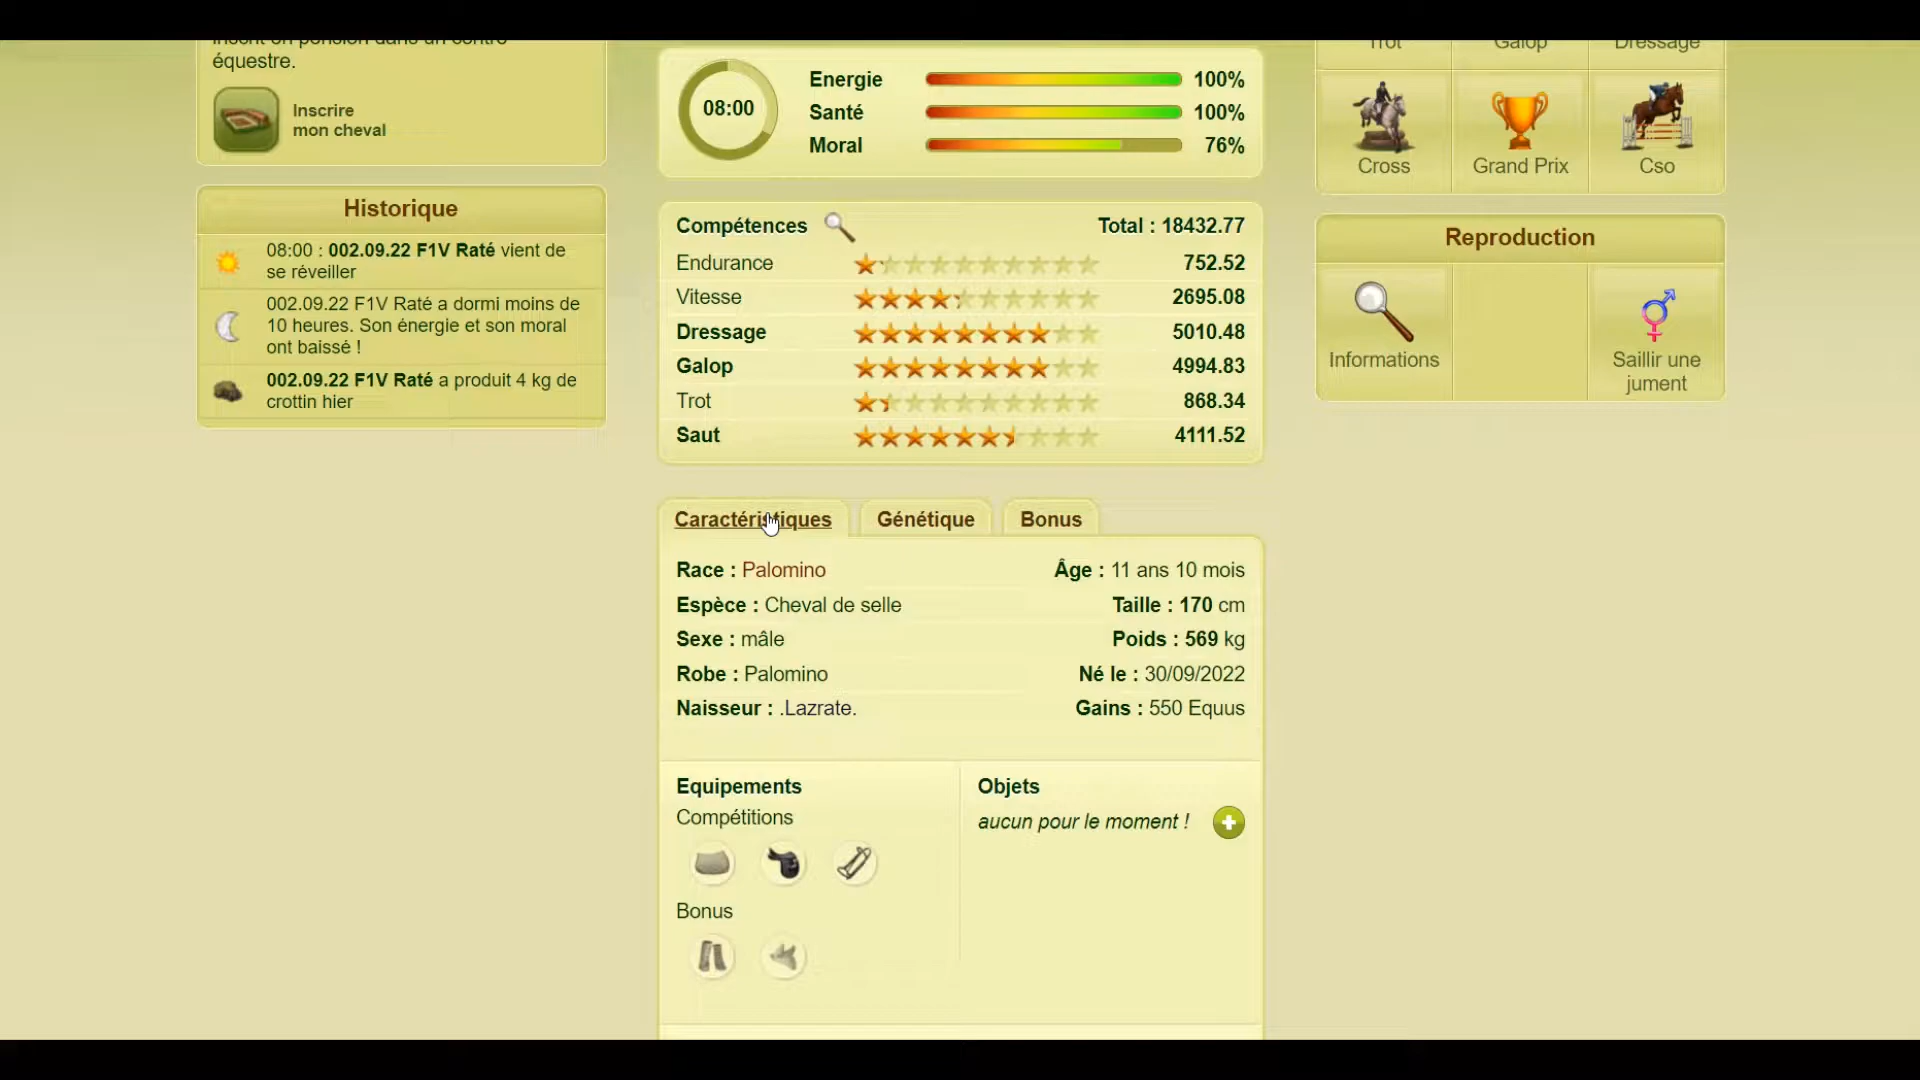 équestre.
Inscrire
mon cheval
Historique
08:00 : 002.09.22 F1V Raté vient de
se réveiller
002.09.22 F1V Raté a dormi moins de
10 heures. Son énergie et son moral
ont baissé !
002.09.22 F1V Raté a produit 4 kg de
crottin hier
08:00
Energie 100%
Santé 100%
Moral 76%
Compétences Total : 18432.77
Endurance 752.52
Vitesse 2695.08
Dressage 5010.48
Galop 4994.83
Trot 868.34
Saut 4111.52
Caractéristiques Génétique Bonus
Race : Palomino Âge : 11 ans 10 mois
Espèce : Cheval de selle Taille : 170 cm
Sexe : mâle Poids : 569 kg
Robe : Palomino Né le : 30/09/2022
Naisseur : .Lazrate. Gains : 550 Equus
Equipements
Compétitions
Bonus
Objets
aucun pour le moment !
Trot Galop Dressage
Cross Grand Prix Cso
Reproduction
Informations
Saillir une
jument